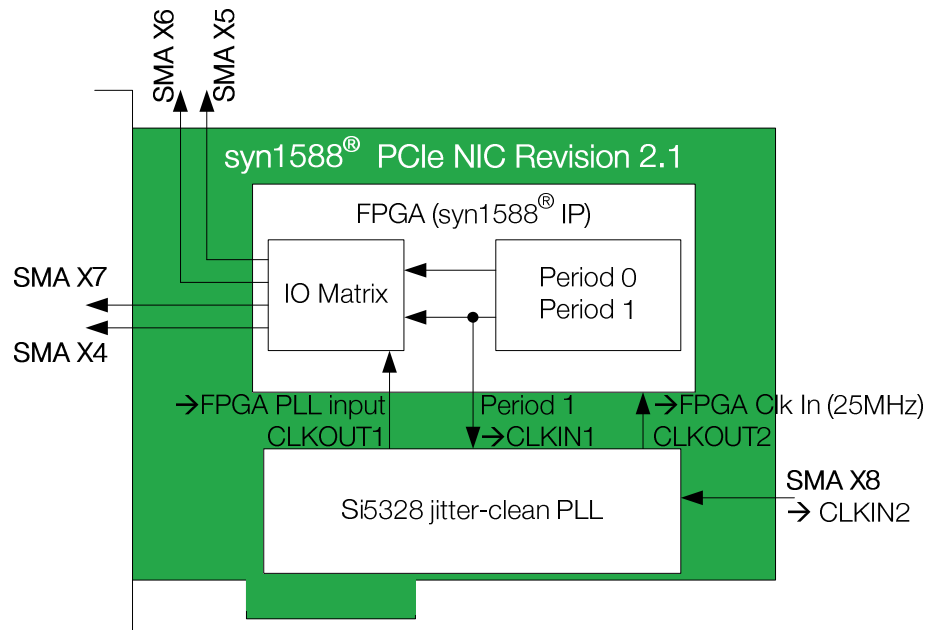 SMA X6
SMA X5
syn1588® PCIe NIC Revision 2.1
FPGA (syn1588® IP)
SMA X7
IO Matrix
Period 0
Period 1
SMA X4
→FPGA PLL input
CLKOUT1
Period 1
→CLKIN1
→FPGA Clk In (25MHz)
CLKOUT2
Si5328 jitter-clean PLL
SMA X8
→ CLKIN2